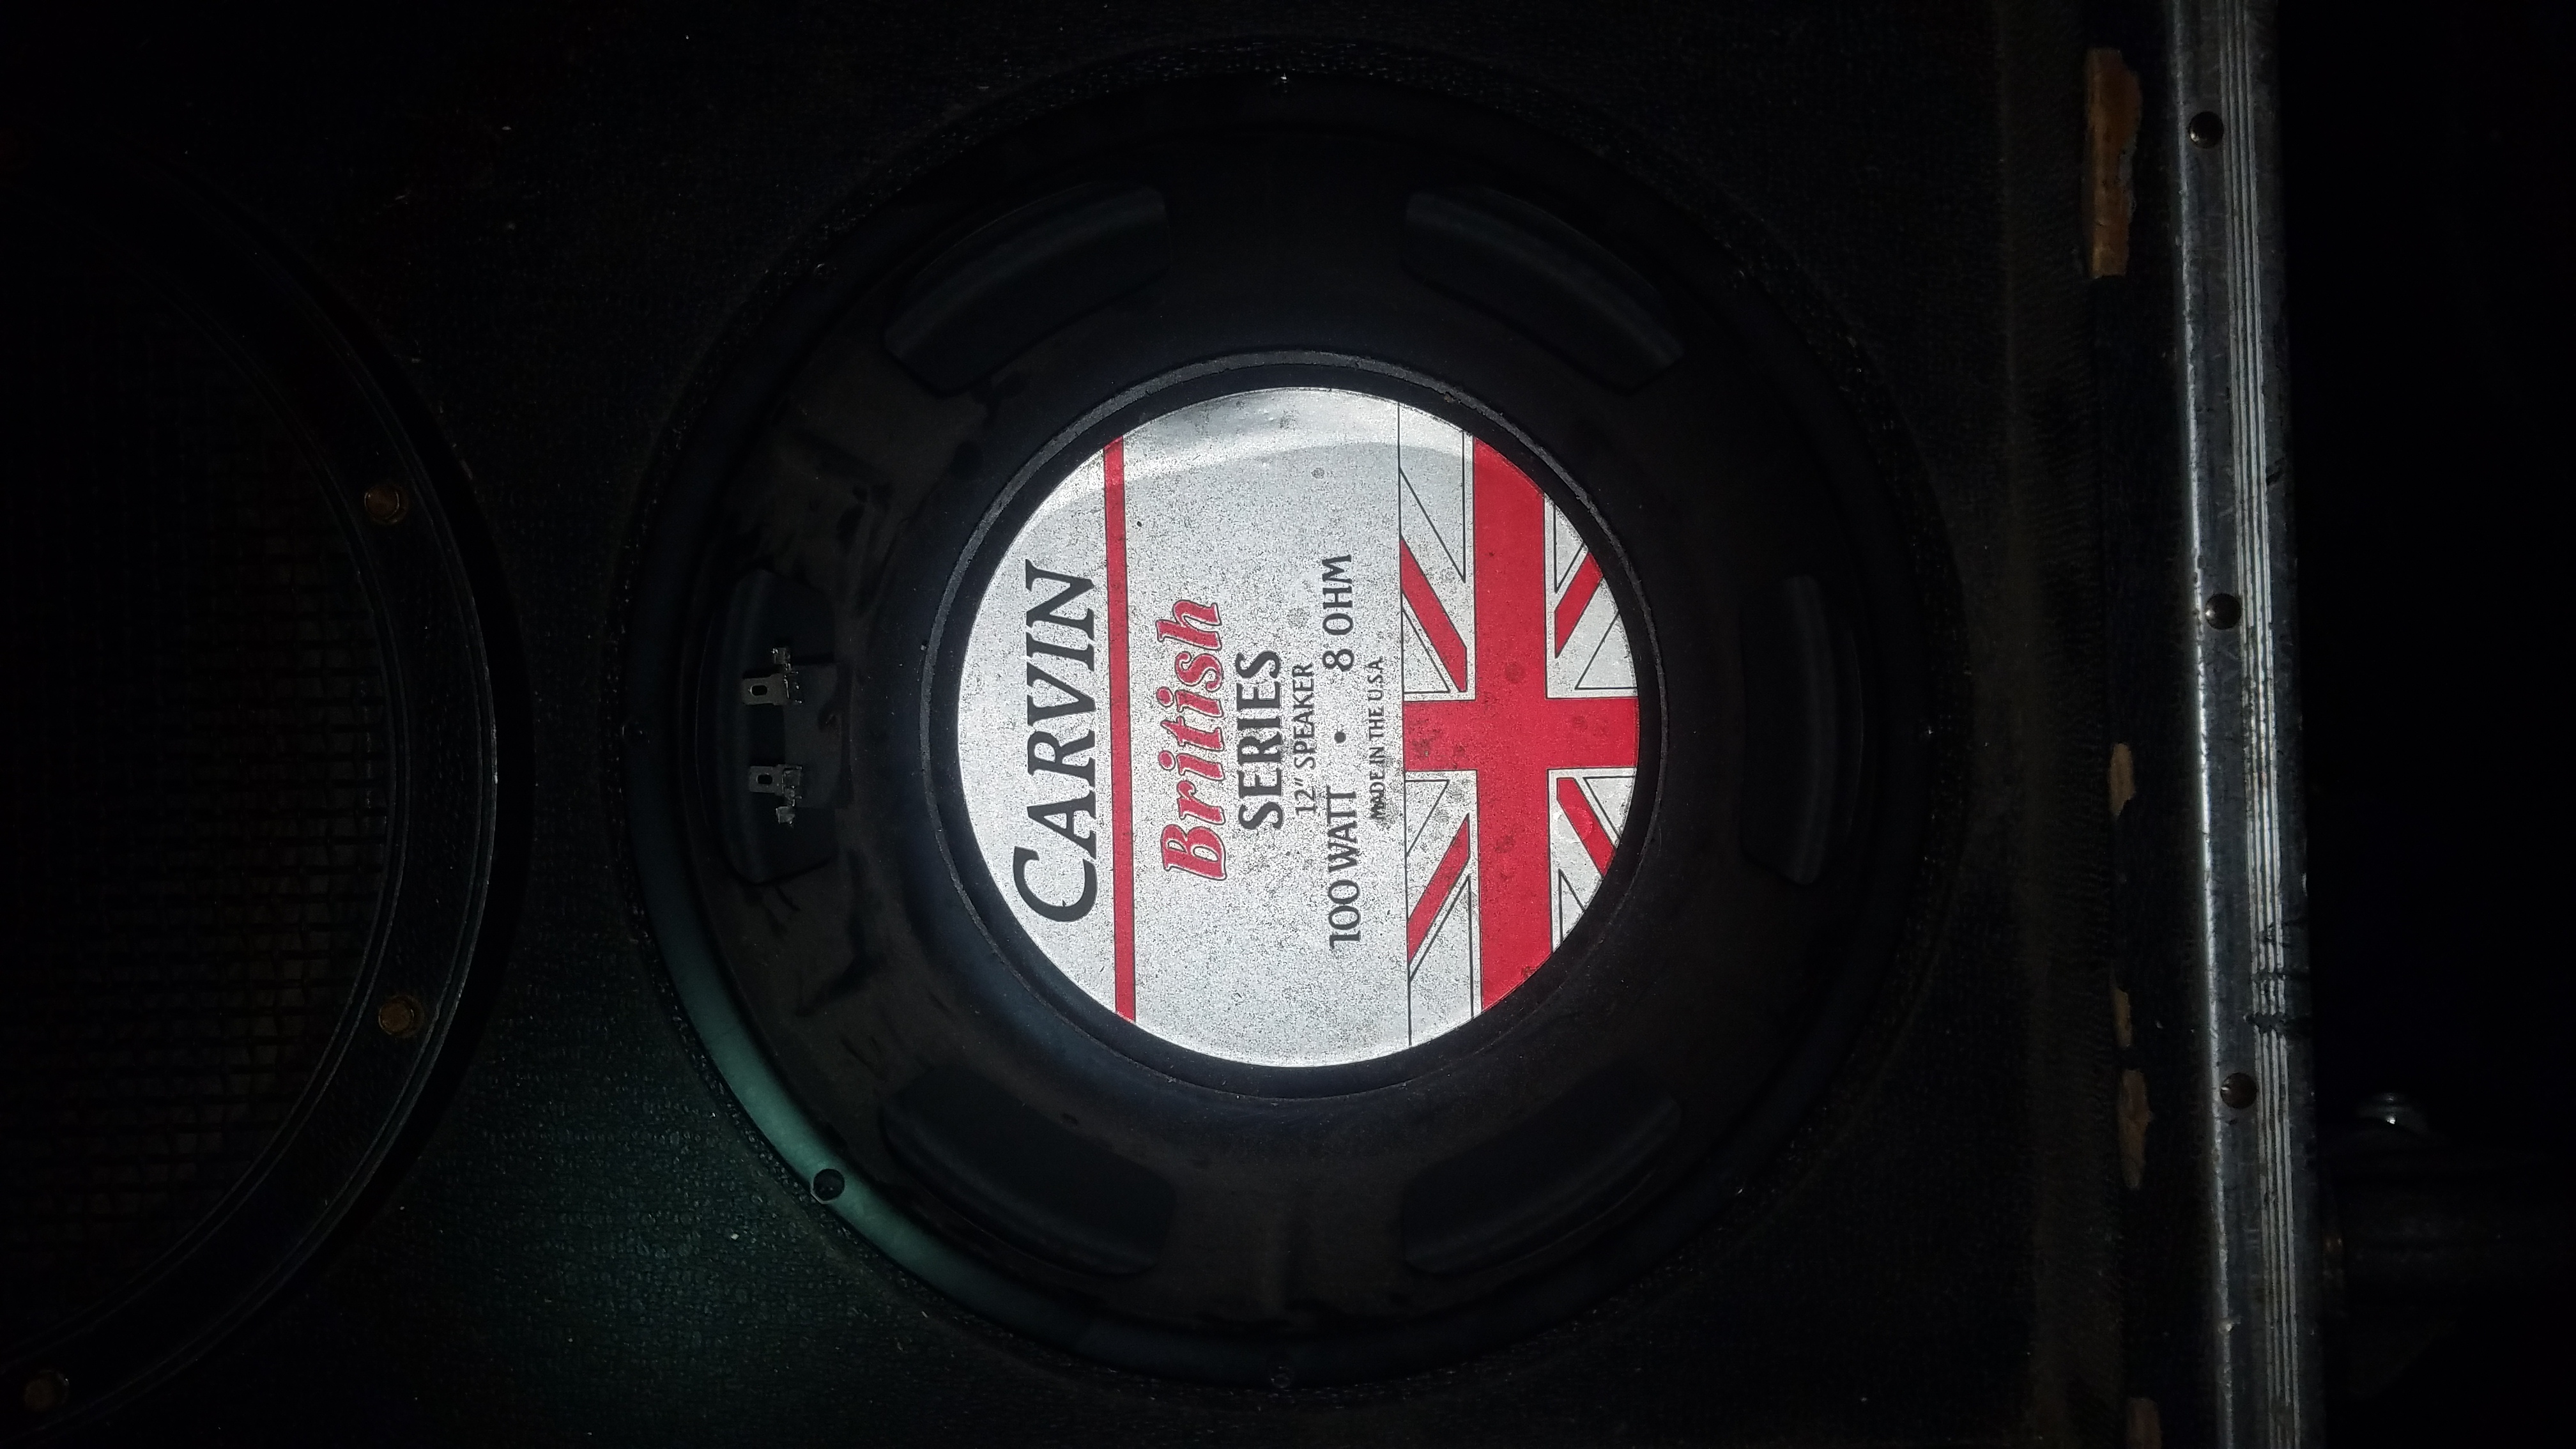 CARVIN
British
SERIES
12" SPEAKER
100 WATT • 8 OHM
MADE IN THE U.S.A.